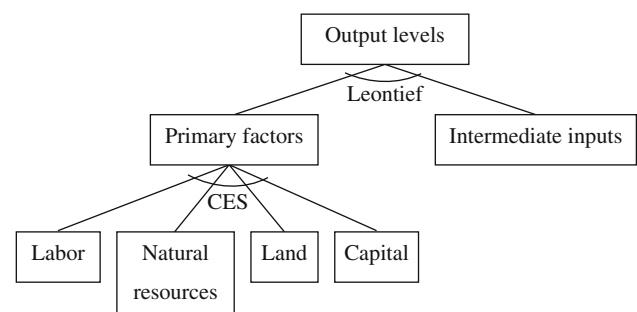 Output levels
Leontief
Primary factors
Intermediate inputs
CES
Labor
Natural
resources
Land
Capital